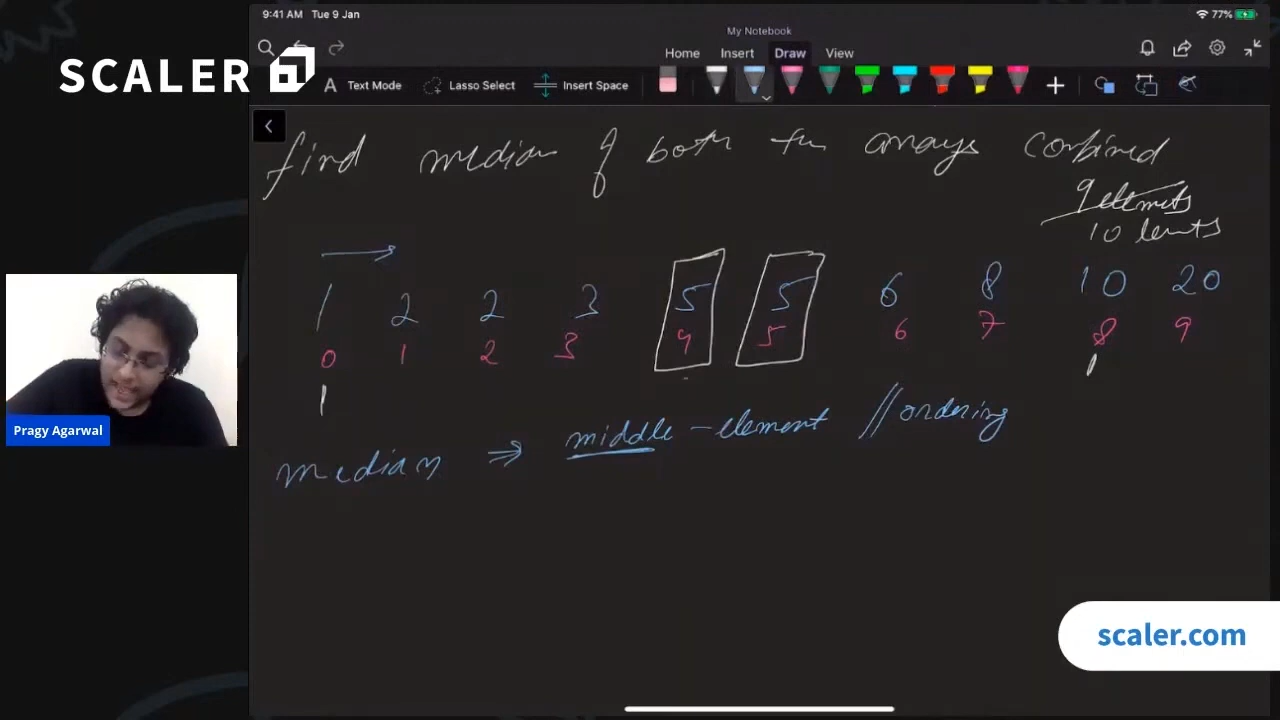 9:41 AM Tue 9 Jan
77%
My Notebook
SCALER
Home Insert Draw View
Text Mode Lasso Select Insert Space
find median of both the arrays combined
9 elements
10 
1 2 2 3 5 5 6 8 10 20
0 1 2 3 4 5 6 7 8 9
1 1
median ⇒ middle - element // ordering
Pragy Agarwal
scaler.com